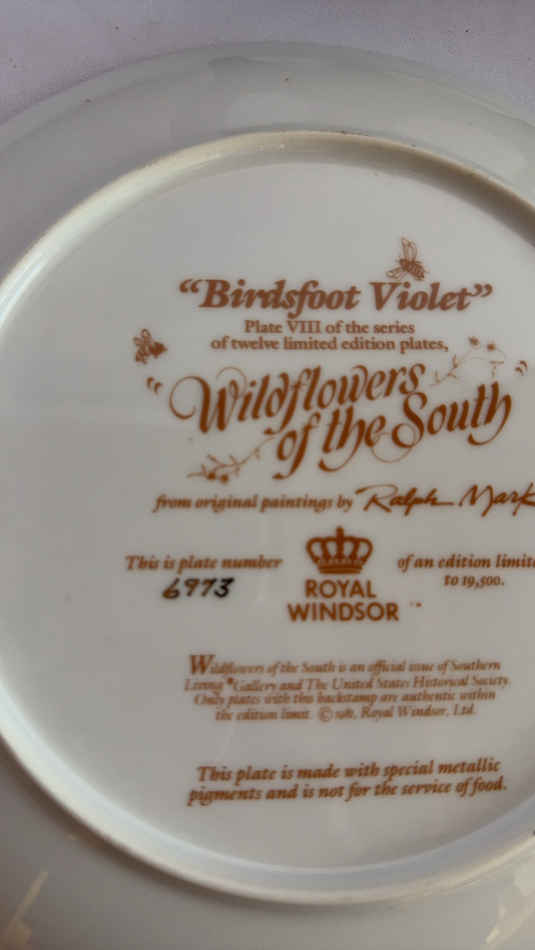 "Birdsfoot Violet"
Plate VIII of the series
of twelve limited edition plates,
"Wildflowers
of the South"
from original paintings by Ralph Mark
This is plate number
6973
ROYAL
WINDSOR
of an edition limite
to 19,500.
Wildflowers of the South is an official issue of Southern
Living® Gallery and The United States Historical Society.
Only plates with this backstamp are authentic within
the edition limit. © Royal Windsor, Ltd.
This plate is made with special metallic
pigments and is not for the service of food.